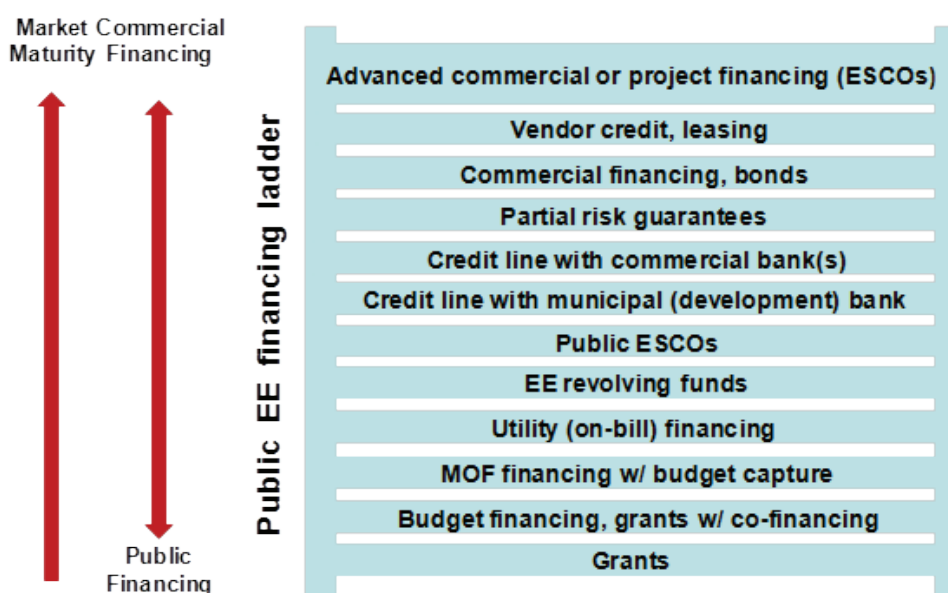 Market Commercial
Maturity Financing
Public EE financing ladder
Advanced commercial or project financing (ESCOs)
Vendor credit, leasing
Commercial financing, bonds
Partial risk guarantees
Credit line with commercial bank(s)
Credit line with municipal (development) bank
Public ESCOs
EE revolving funds
Utility (on-bill) financing
MOF financing w/ budget capture
Budget financing, grants w/ co-financing
Grants
Public
Financing